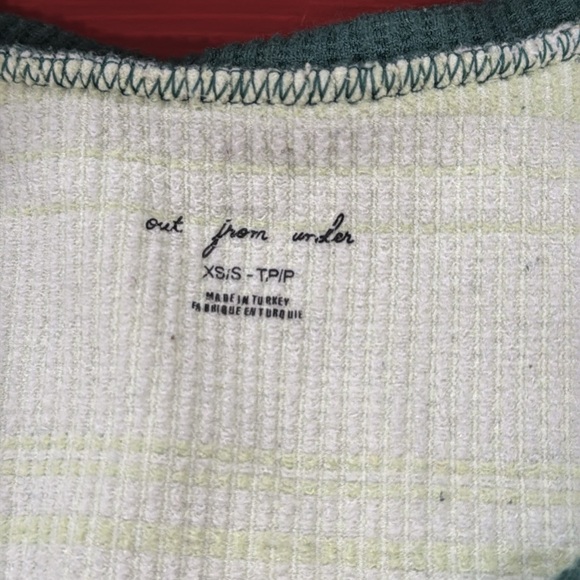 out from under
XS/S - TP/P
MADE IN TURKEY
FABRIQUE EN TURQUIE